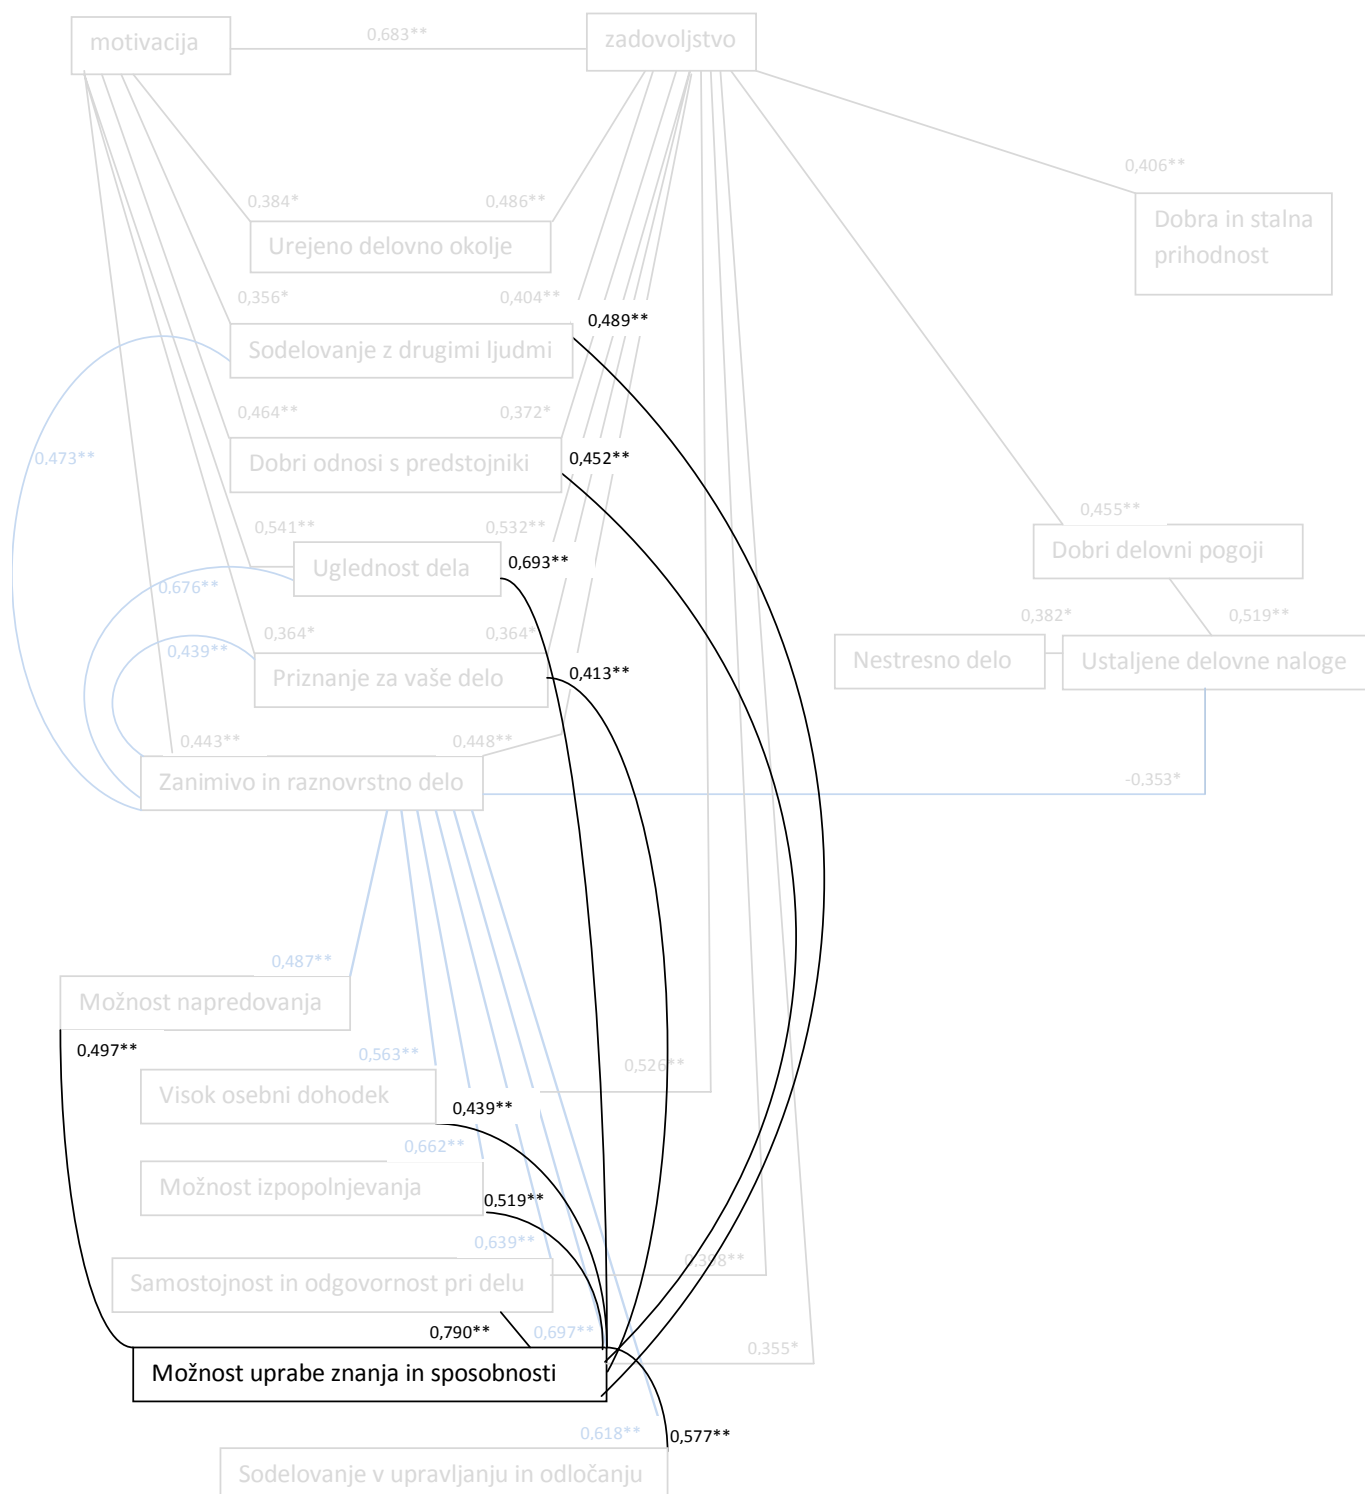 motivacija
0,683**
zadovoljstvo
0,406**
Dobra in stalna
prihodnost
0,384*
0,486**
Urejeno delovno okolje
0,356*
0,404**
0,489**
Sodelovanje z drugimi ljudmi
0,464**
0,372*
0,473**
Dobri odnosi s predstojniki
0,452**
0,455**
0,541**
0,532**
Dobri delovni pogoji
Uglednost dela
0,693**
0,676**
0,382*
0,519**
0,364*
0,364*
0,439**
Nestresno delo
Ustaljene delovne naloge
Priznanje za vaše delo
0,413**
0,443**
0,448**
Zanimivo in raznovrstno delo
-0,353*
0,487**
Možnost napredovanja
0,497**
0,563**
0,526**
Visok osebni dohodek
0,439**
0,662**
Možnost izpopolnjevanja
0,519**
0,639**
0,398**
Samostojnost in odgovornost pri delu
0,790**
0,697**
0,355*
Možnost uprabe znanja in sposobnosti
0,618**
0,577**
Sodelovanje v upravljanju in odločanju